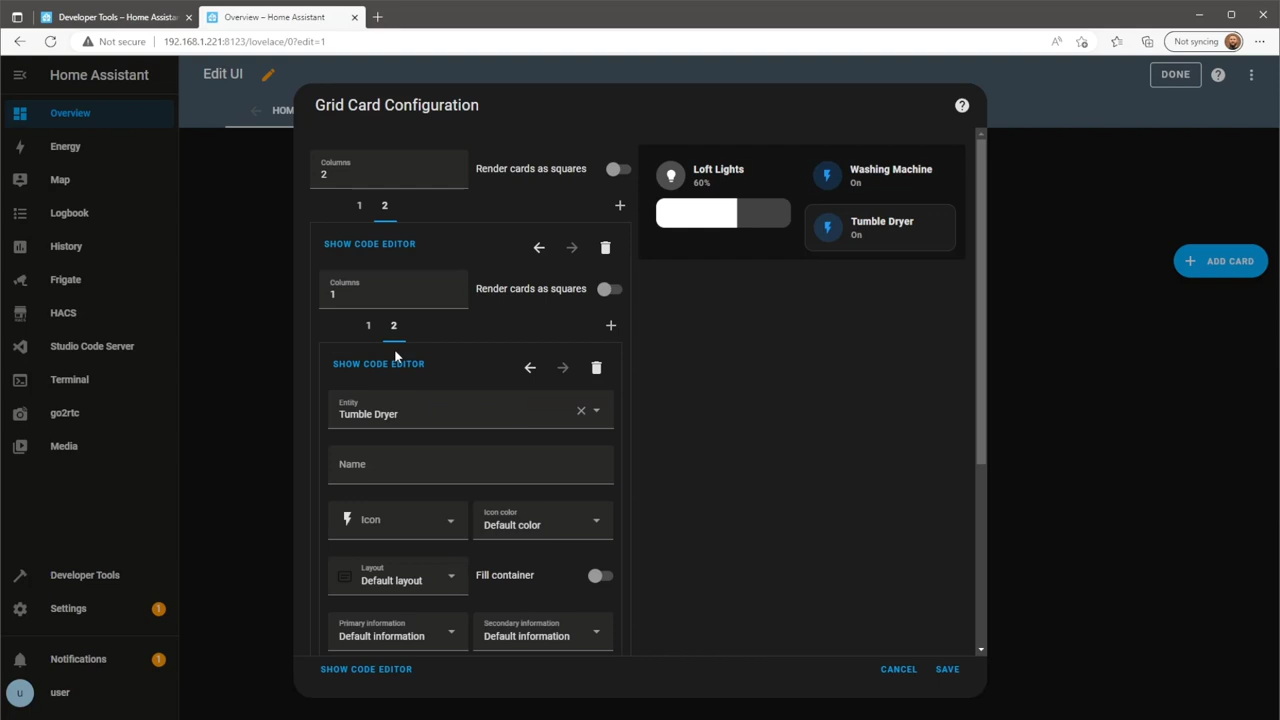 Developer Tools – Home Assista
Overview – Home Assistant
Not secure
192.168.1.221:8123/lovelace/0?edit=1
Not syncing
Home Assistant
Edit UI
DONE
HOM
Overview
Energy
Map
Logbook
History
Frigate
HACS
Studio Code Server
Terminal
go2rtc
Media
Developer Tools
Settings
1
Notifications
1
u
user
Grid Card Configuration
Columns
2
Render cards as squares
1
2
SHOW CODE EDITOR
Columns
1
Render cards as squares
1
2
SHOW CODE EDITOR
Entity
Tumble Dryer
Name
Icon
Icon color
Default color
Layout
Default layout
Fill container
Primary information
Default information
Secondary information
Default information
SHOW CODE EDITOR
CANCEL
SAVE
Loft Lights
60%
Washing Machine
On
Tumble Dryer
On
ADD CARD